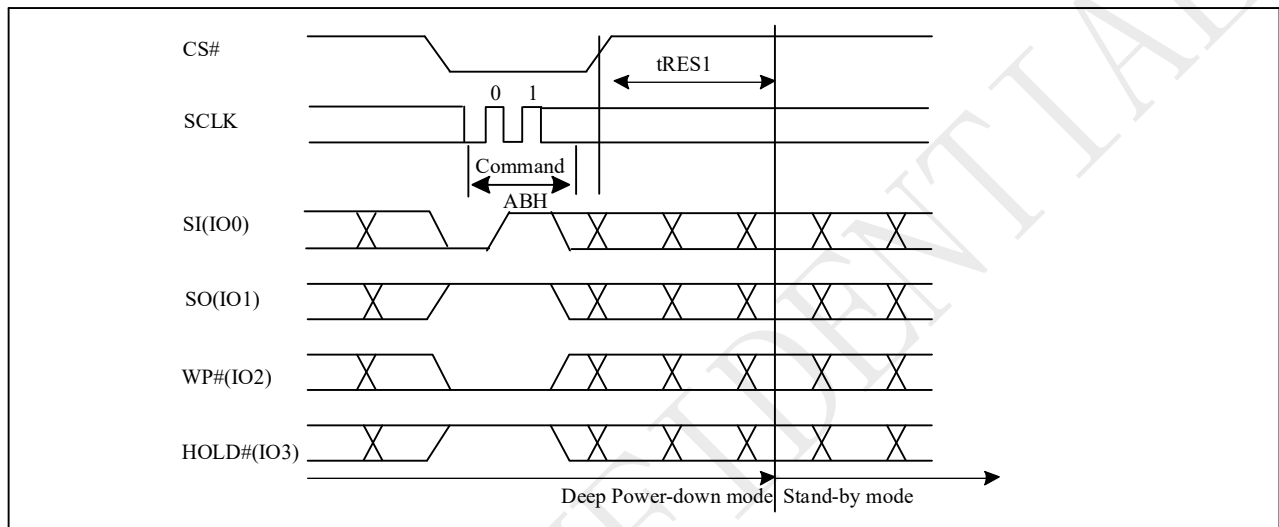 CS#
tRES1
0 1
SCLK
Command
ABH
SI(IO0)
SO(IO1)
WP#(IO2)
HOLD#(IO3)
Deep Power-down mode Stand-by mode
IDENTIAL